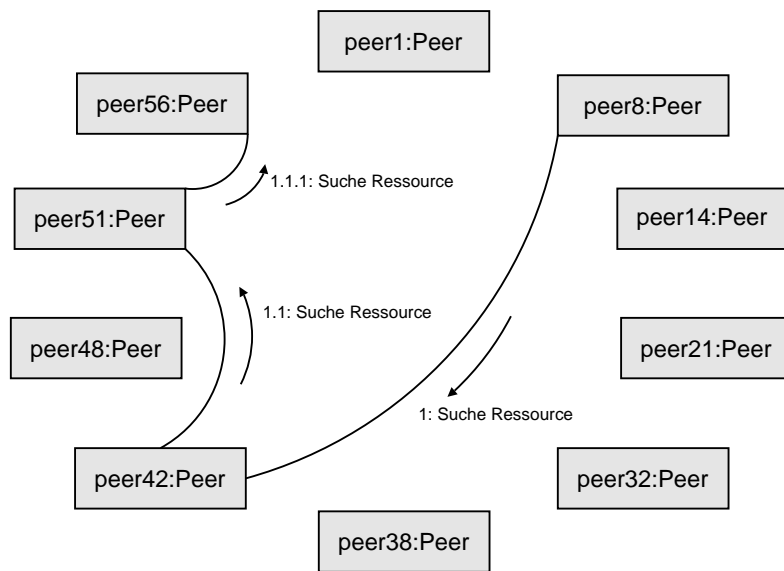 peer1:Peer
peer56:Peer
peer8:Peer
1.1.1: Suche Ressource
peer51:Peer
peer14:Peer
1.1: Suche Ressource
peer48:Peer
peer21:Peer
1: Suche Ressource
peer42:Peer
peer32:Peer
peer38:Peer